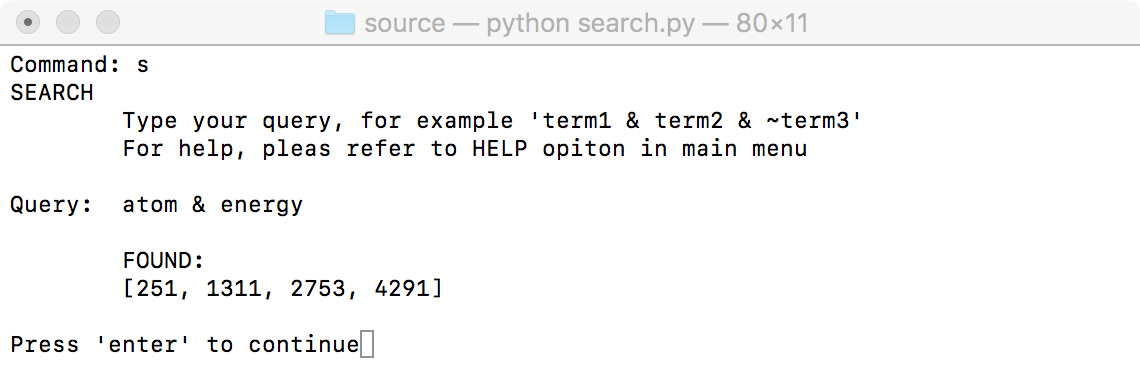 source — python search.py — 80×11
Command: s
SEARCH
Type your query, for example 'term1 & term2 & ~term3'
For help, pleas refer to HELP opiton in main menu
Query:  atom & energy
FOUND:
[251, 1311, 2753, 4291]
Press 'enter' to continue